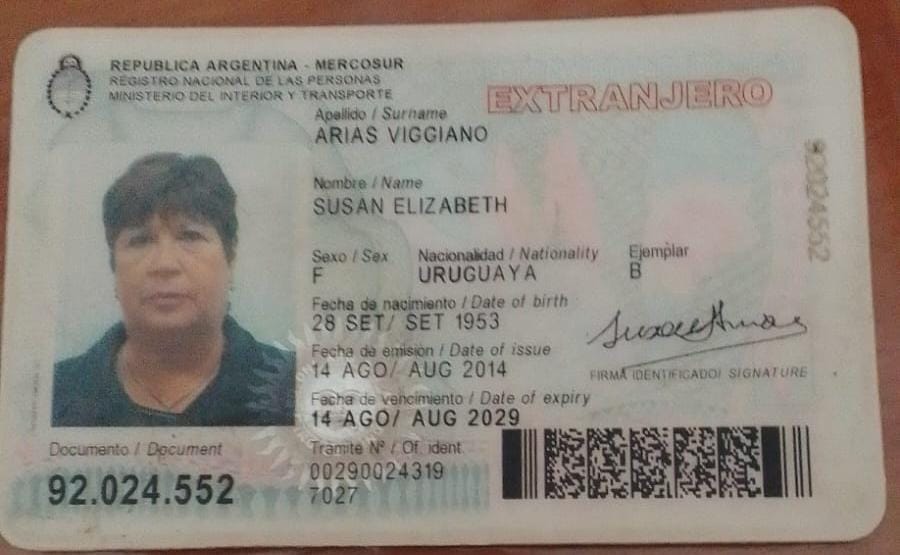 REPUBLICA ARGENTINA - MERCOSUR
REGISTRO NACIONAL DE LAS PERSONAS
MINISTERIO DEL INTERIOR Y TRANSPORTE
EXTRANJERO
Apellido / Surname
ARIAS VIGGIANO
Nombre / Name
SUSAN ELIZABETH
Sexo / Sex Nacionalidad / Nationality Ejemplar
F URUGUAYA B
Fecha de nacimiento / Date of birth
28 SET/ SET 1953
Fecha de emisión / Date of issue
14 AGO/ AUG 2014
FIRMA IDENTIFICADO/ SIGNATURE
Fecha de vencimiento / Date of expiry
14 AGO/ AUG 2029
Documento / Document
92.024.552
Tramite Nº / Of. ident.
00290024319
7027
92024552